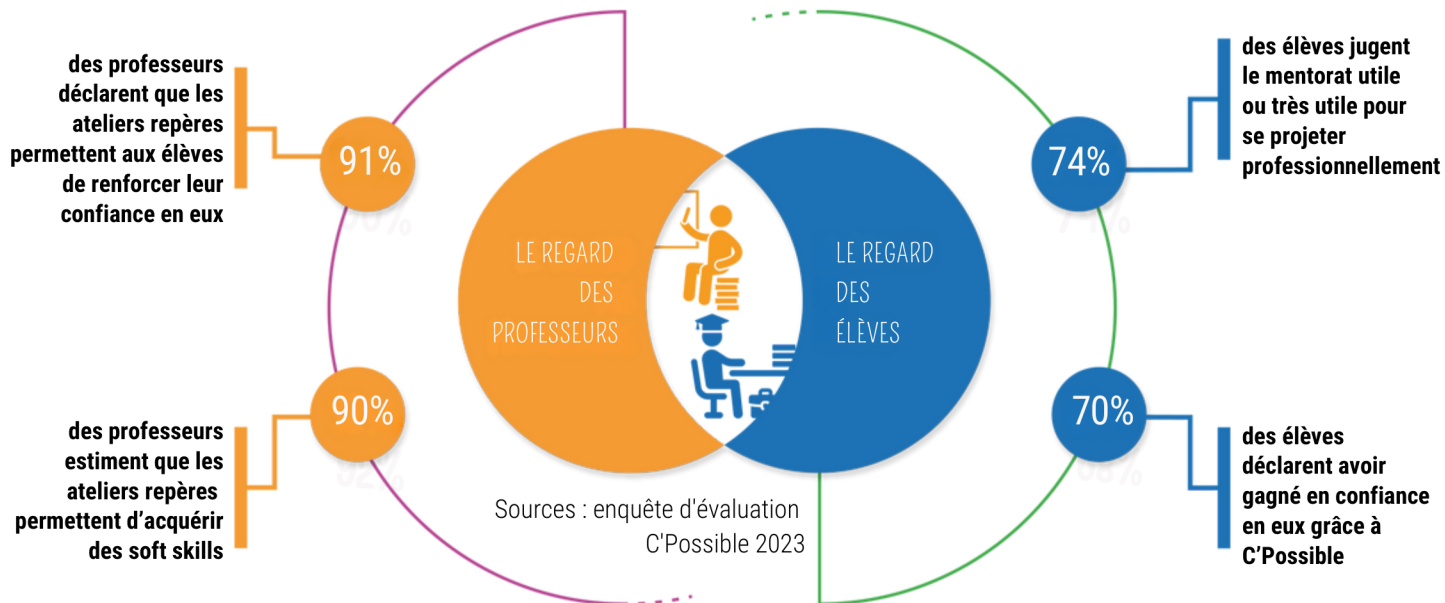 des professeurs
déclarent que les
ateliers repères
permettent aux élèves
de renforcer leur
confiance en eux
91%
90%
des professeurs
estiment que les
ateliers repères
permettent d’acquérir
des soft skills
LE REGARD
DES
PROFESSEURS
LE REGARD
DES
ÉLÈVES
Sources : enquête d'évaluation
C'Possible 2023
74%
des élèves jugent
le mentorat utile
ou très utile pour
se projeter
professionnellement
70%
des élèves
déclarent avoir
gagné en confiance
en eux grâce à
C’Possible